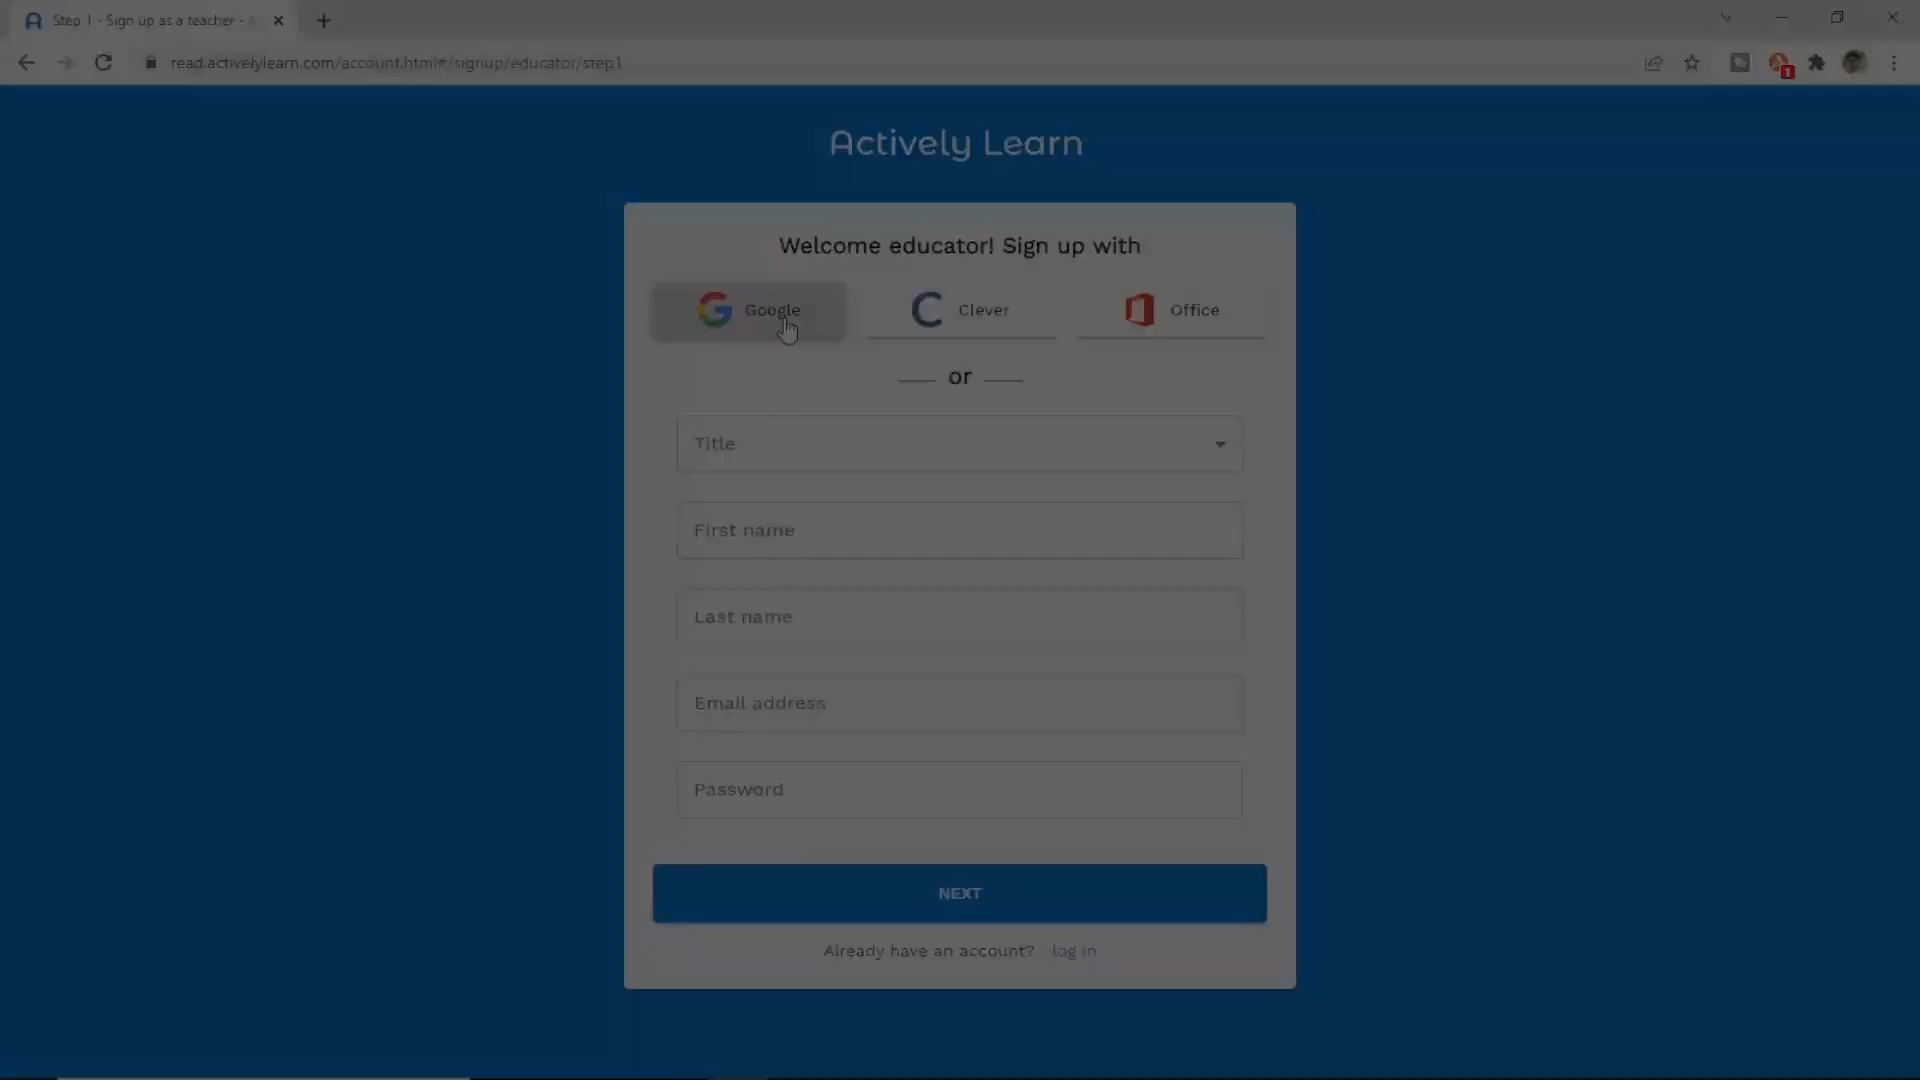 Step 1 - Sign up as a teacher -
read.activelylearn.com/account.html#/signup/educator/step1
1
Actively Learn
Welcome educator! Sign up with
Google
Clever
Office
or
Title
First name
Last name
Email address
Password
NEXT
Already have an account? log in